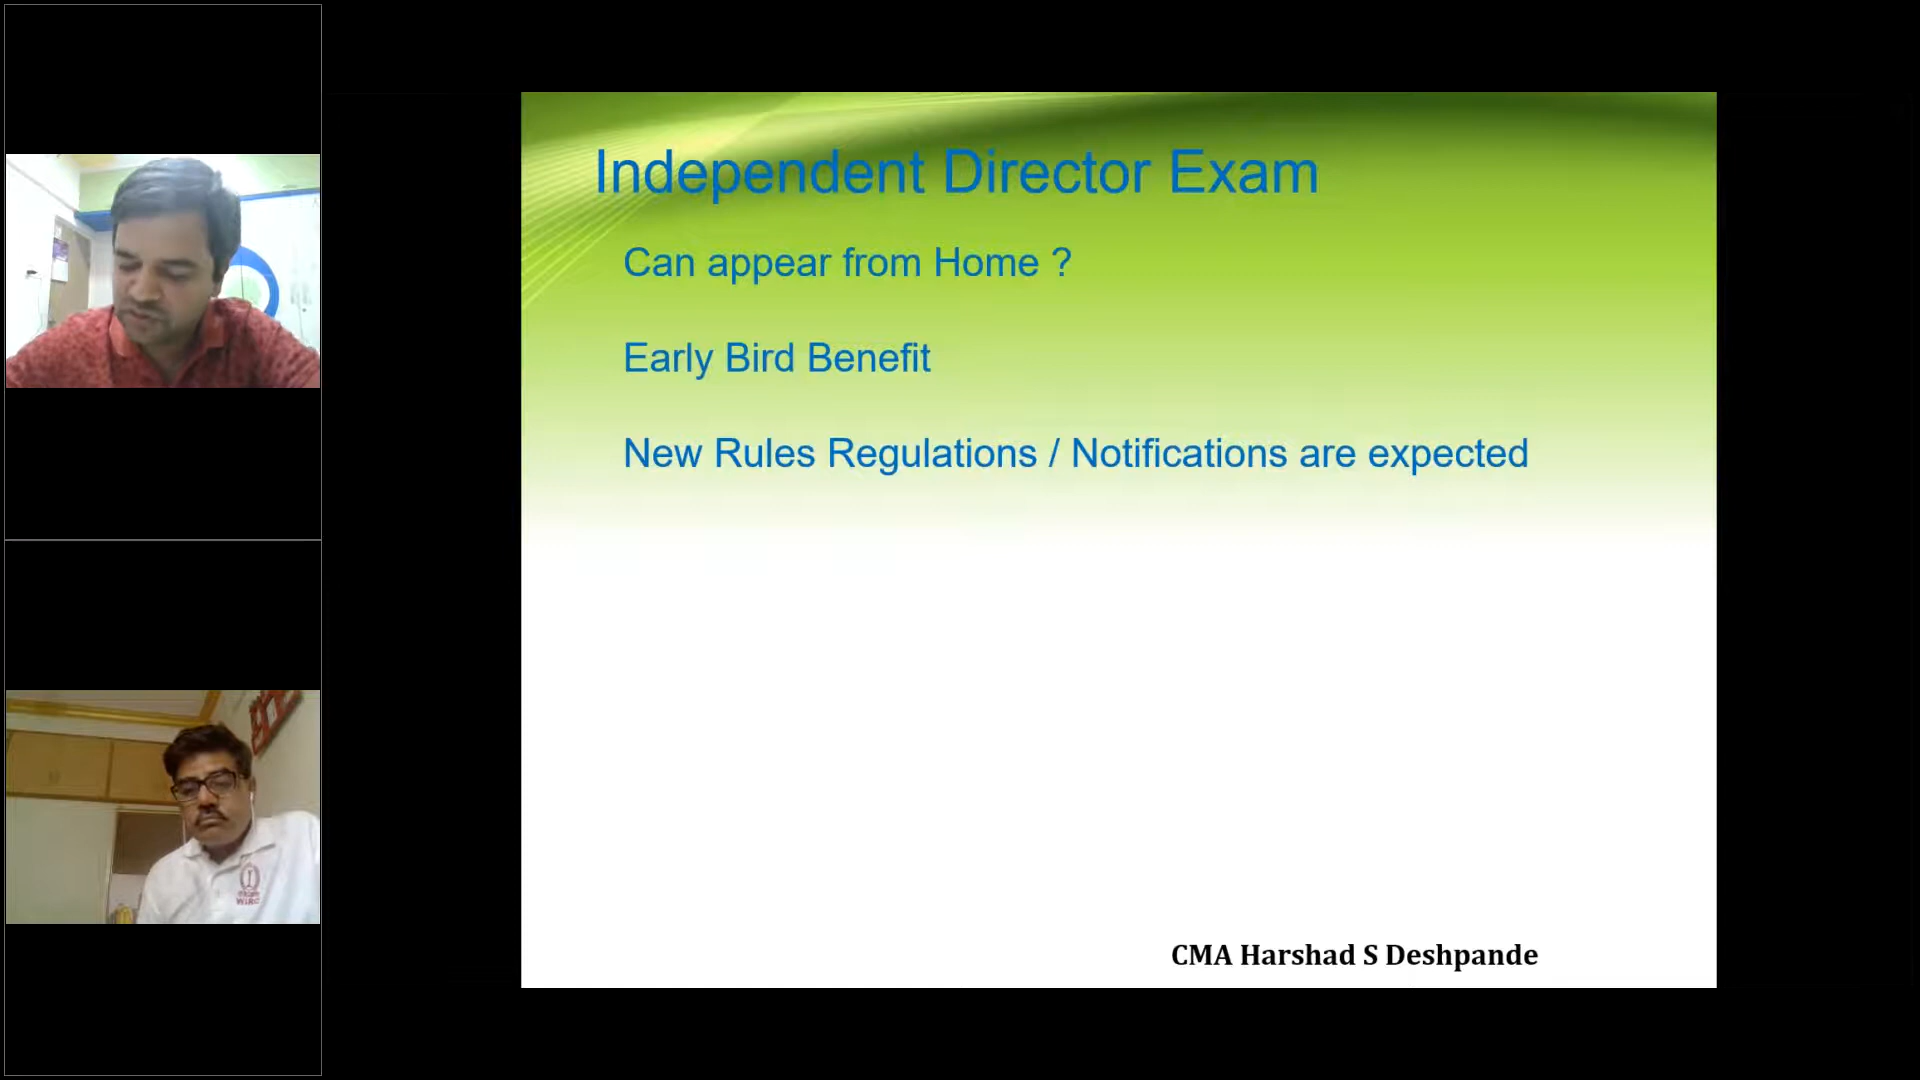 Independent Director Exam
Can appear from Home ?
Early Bird Benefit
New Rules Regulations / Notifications are expected
CMA Harshad S Deshpande
WIRC